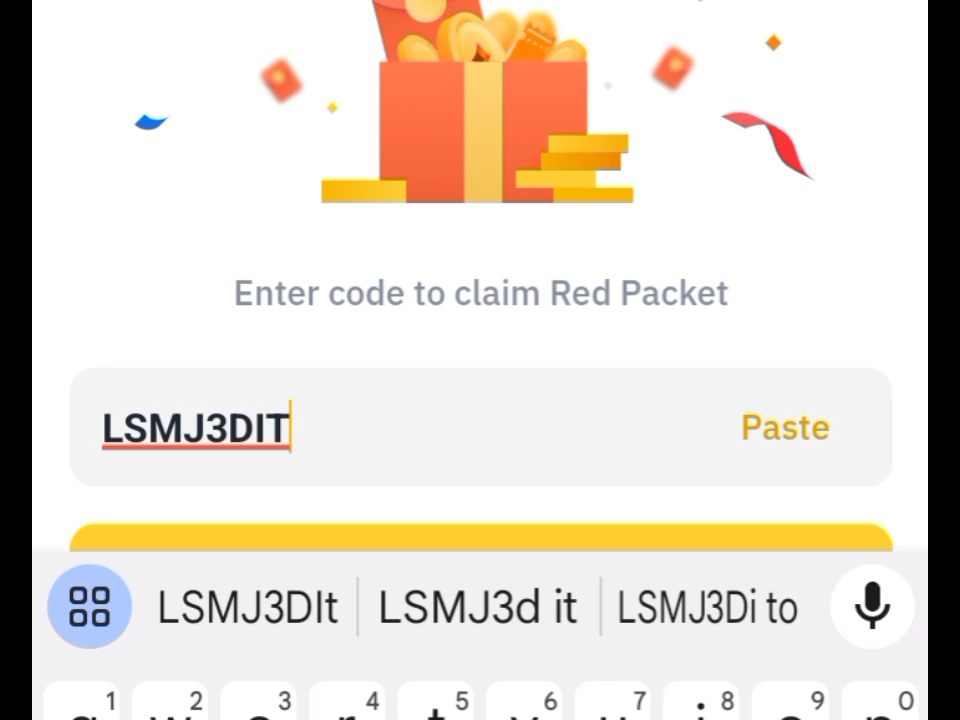 Enter code to claim Red Packet
LSMJ3DIT Paste
LSMJ3DIt LSMJ3d it LSMJ3Di to
1 2 3 4 5 6 7 8 9 0